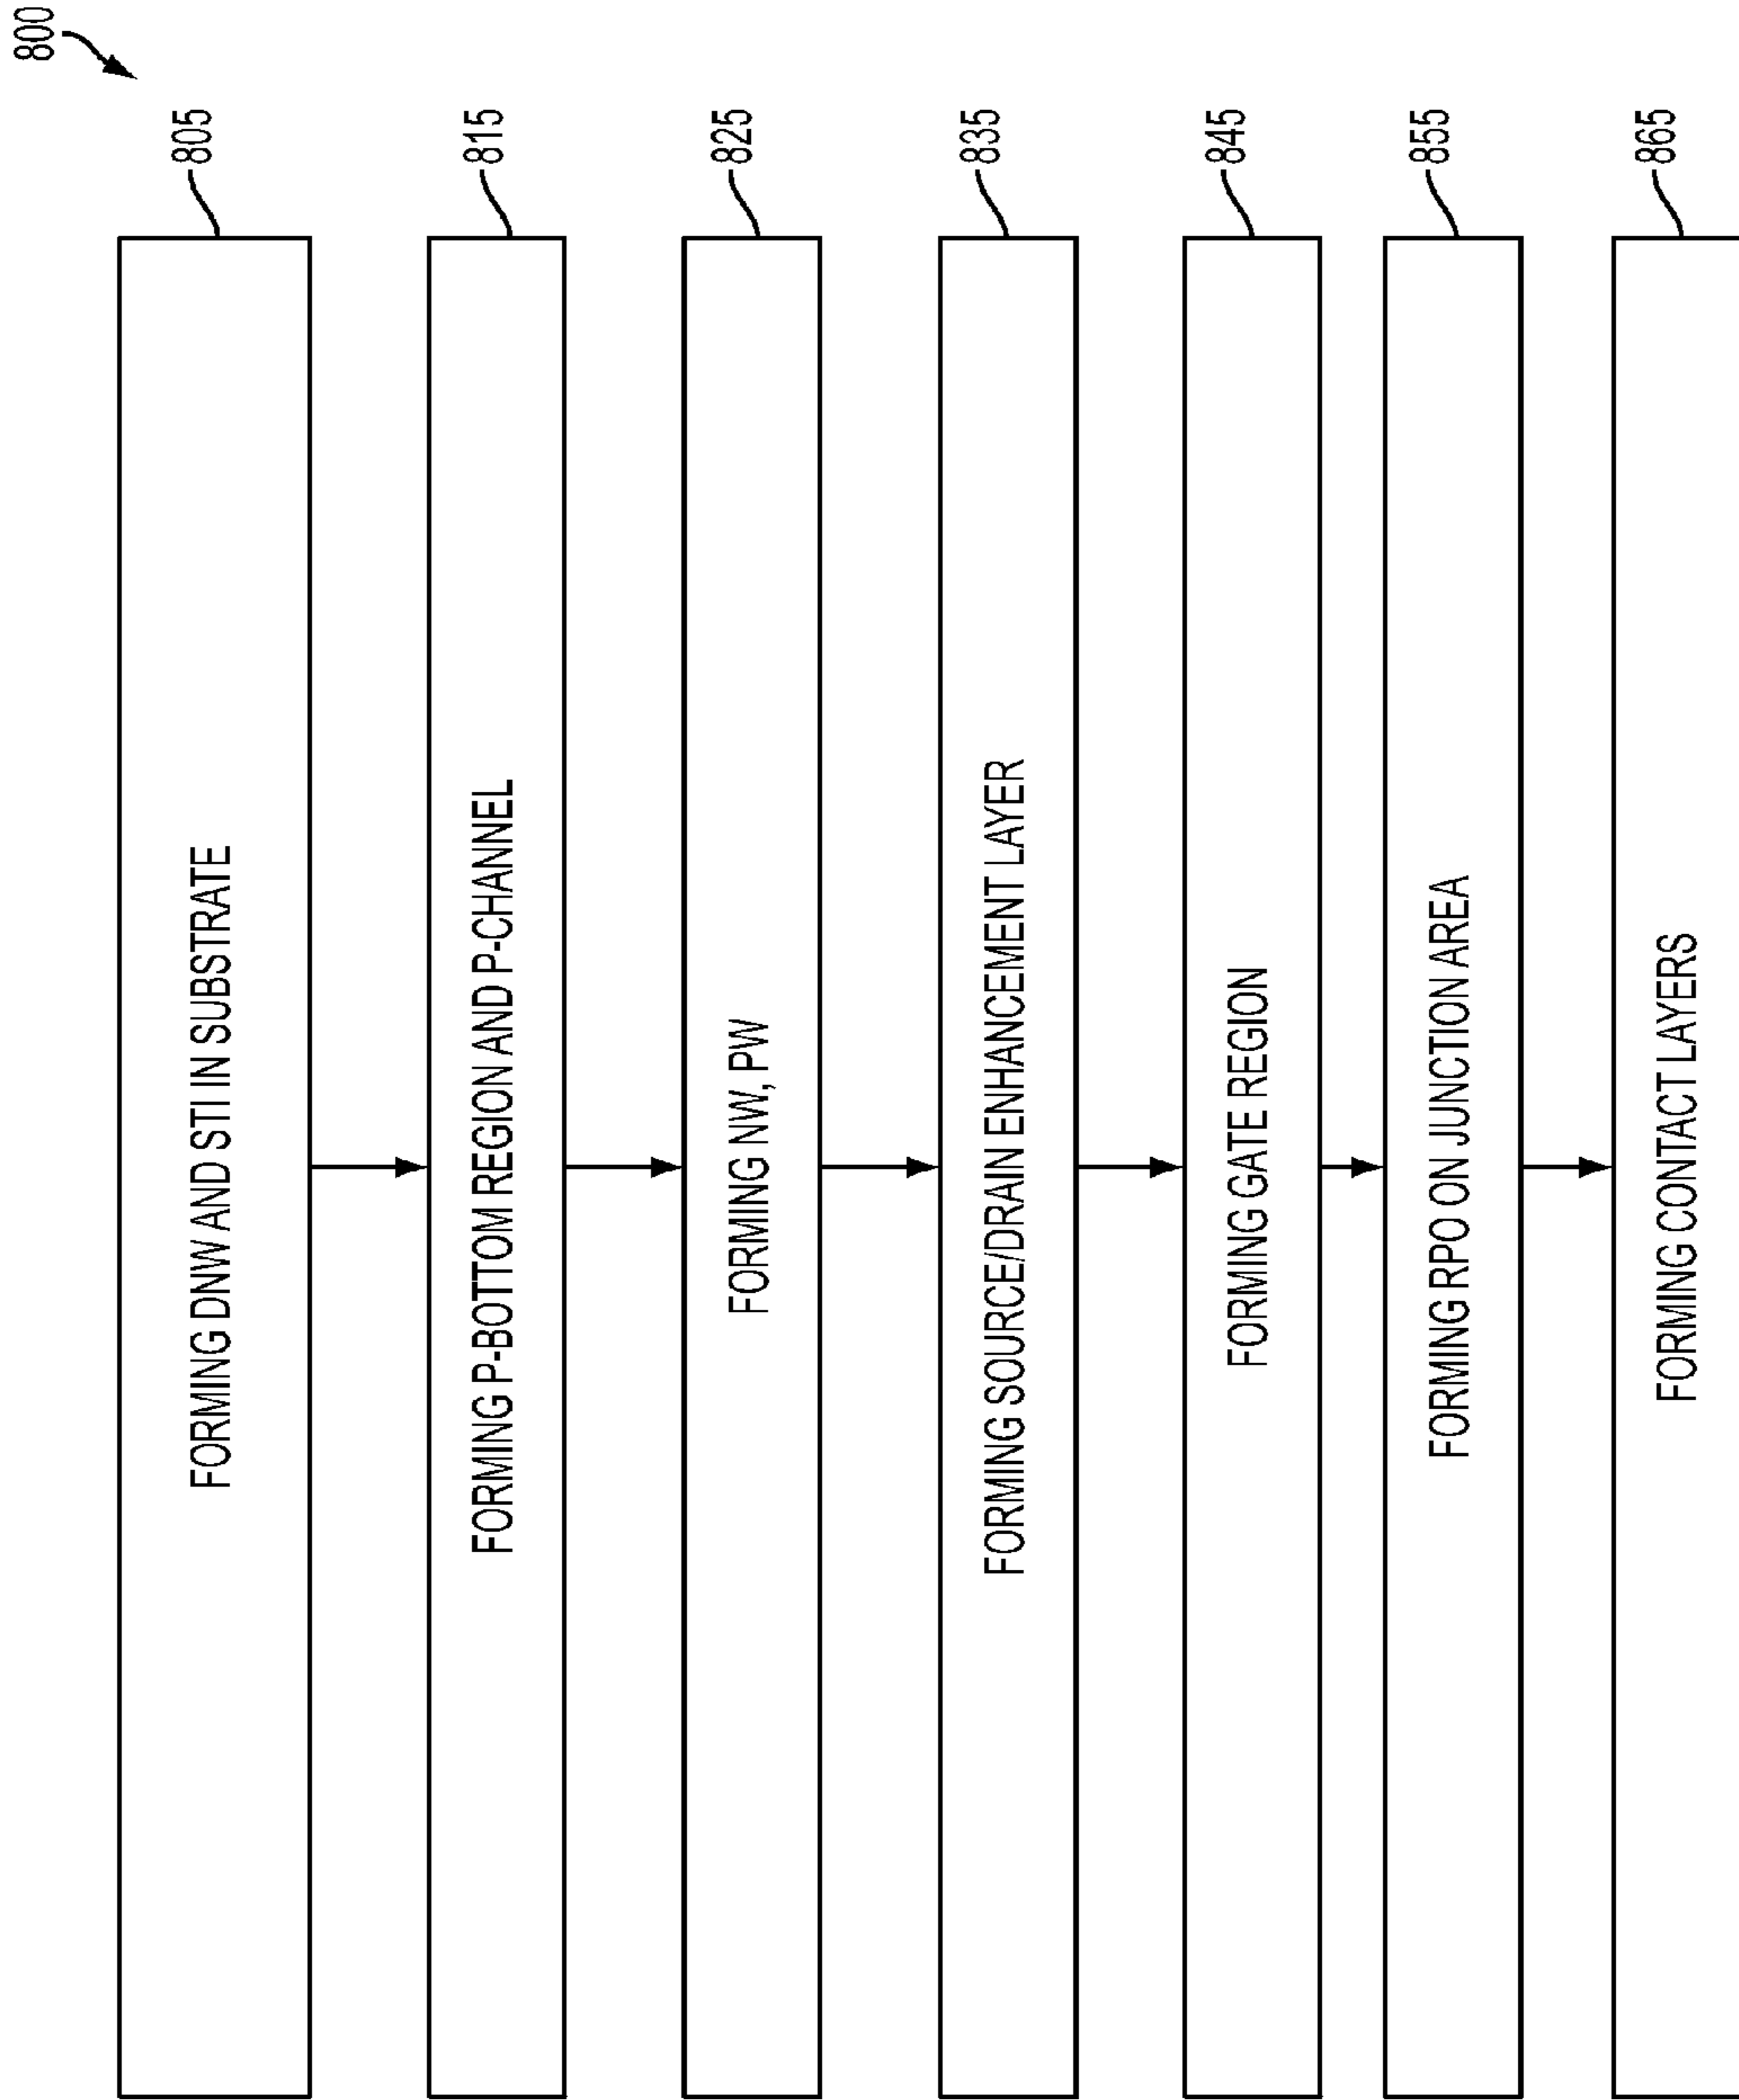 800
FORMING DNW AND STI IN SUBSTRATE
805
FORMING P-BOTTOM REGION AND P-CHANNEL
815
FORMING NW, PW
825
FORMING SOURCE/DRAIN ENHANCEMENT LAYER
835
FORMING GATE REGION
845
FORMING RPO ON JUNCTION AREA
855
FORMING CONTACT LAYERS
865